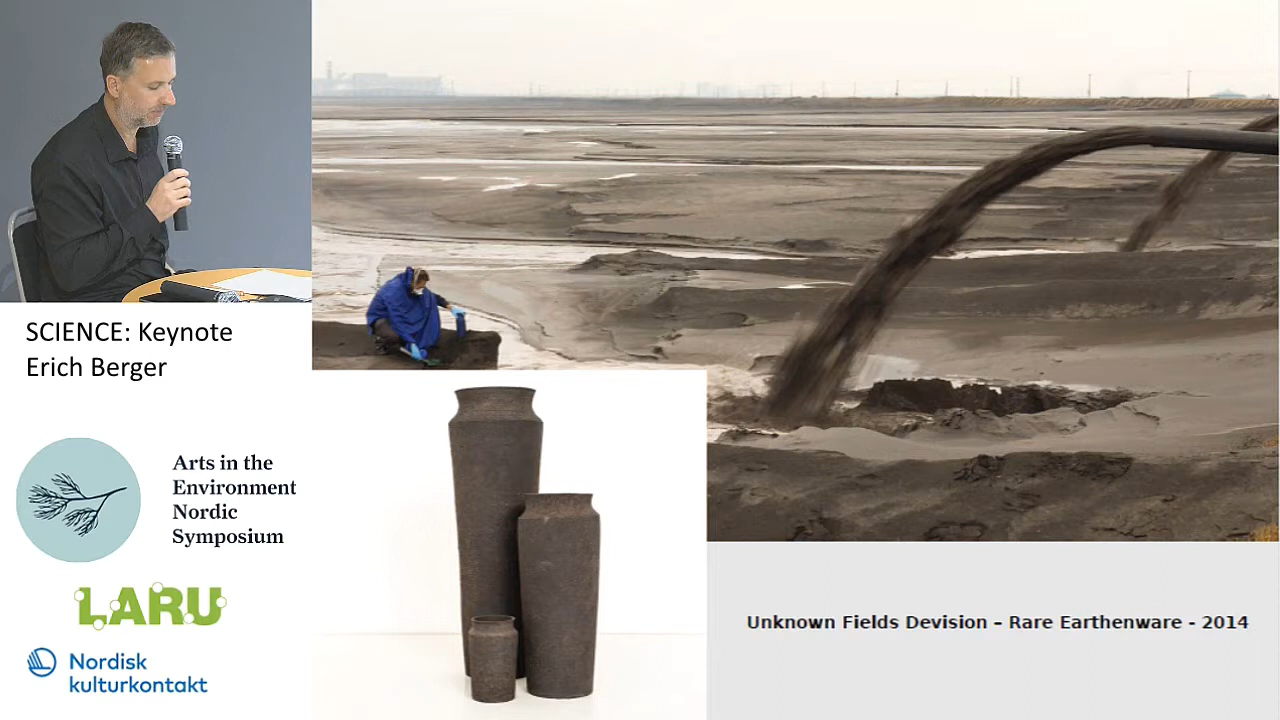 SCIENCE: Keynote
Erich Berger
Arts in the
Environment
Nordic
Symposium
LARU
Nordisk
kulturkontakt
Unknown Fields Devision – Rare Earthenware - 2014